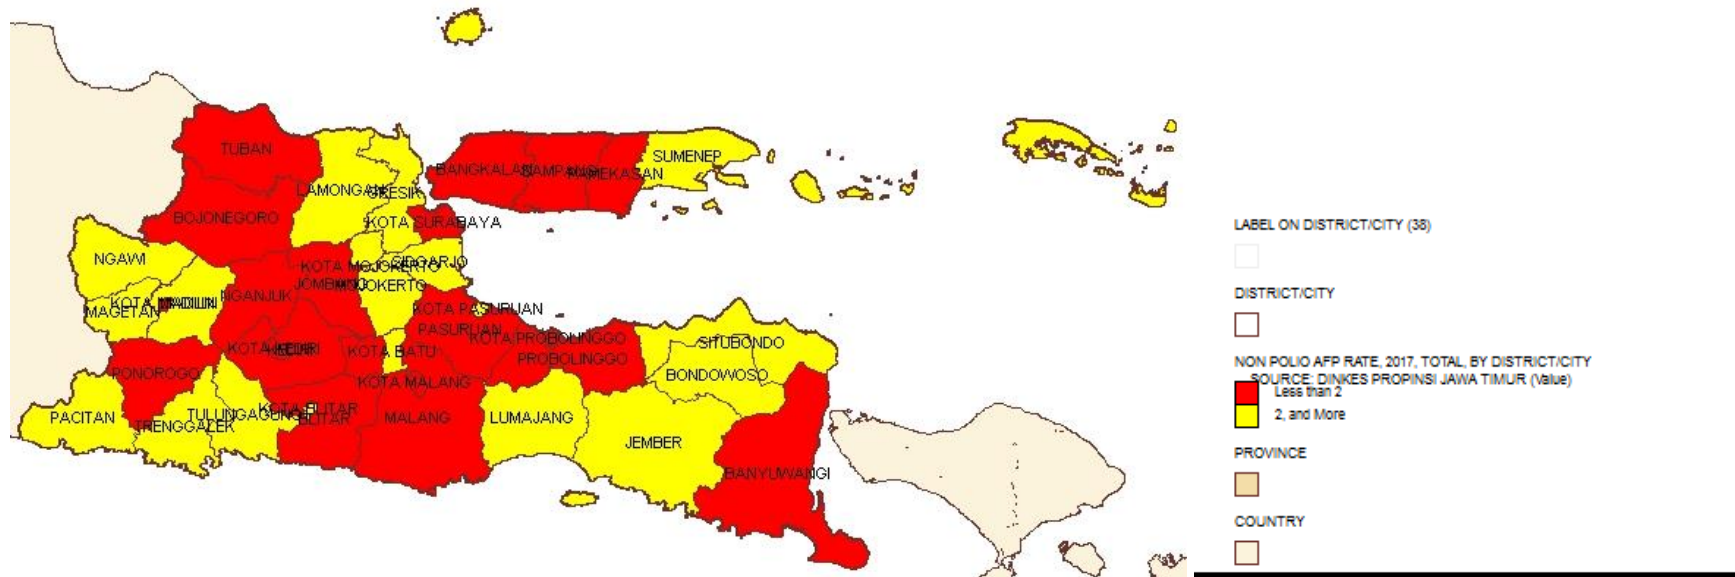 TUBAN
BANGKALAN
SAMPANG
PAMEKASAN
SUMENEP
LAMONGAN
GRESIK
BOJONEGORO
KOTA SURABAYA
NGAWI
KOTA MOJOKERTO
SIDOARJO
JOMBANG
MOJOKERTO
NGANJUK
KOTA MADIUN
MAGETAN
KOTA PASURUAN
PASURUAN
KOTA PROBOLINGGO
PROBOLINGGO
SITUBONDO
KOTA KEDIRI
KOTA BATU
PONOROGO
BONDOWOSO
KOTA MALANG
PACITAN
TULUNGAGUNG
KOTA BLITAR
BLITAR
TRENGGALEK
MALANG
LUMAJANG
JEMBER
BANYUWANGI
LABEL ON DISTRICT/CITY (38)
DISTRICT/CITY
NON POLIO AFP RATE, 2017, TOTAL, BY DISTRICT/CITY
SOURCE: DINKES PROPINSI JAWA TIMUR (Value)
Less than 2
2, and More
PROVINCE
COUNTRY